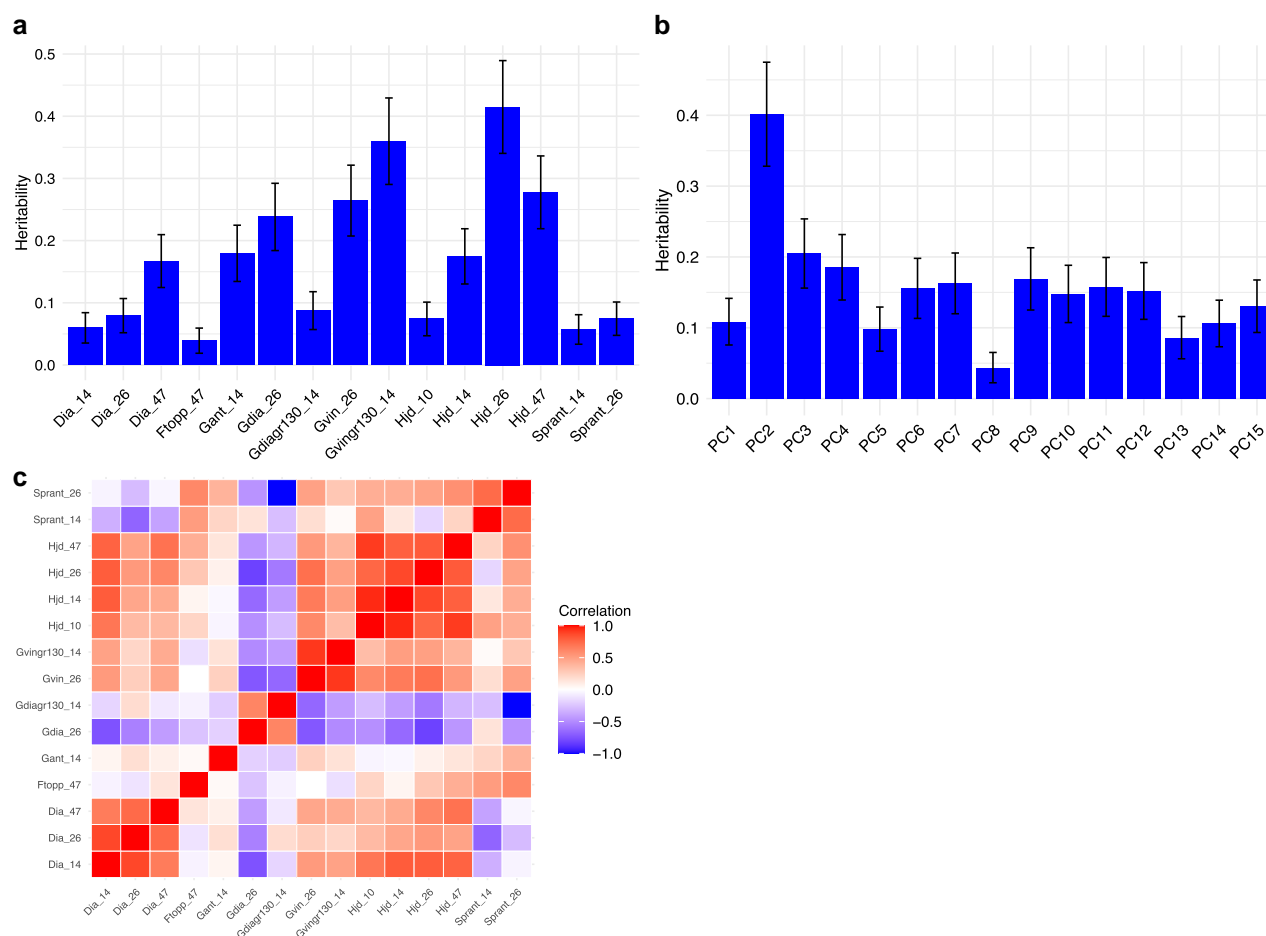 a
0.5
0.4
0.3
0.2
0.1
0.0
Heritability
Dia_14
Dia_26
Dia_47
Ftopp_47
Gant_14
Gdia_26
Gdiagr130_14
Gvin_26
Gvingr130_14
Hjd_10
Hjd_14
Hjd_26
Hjd_47
Sprant_14
Sprant_26
b
0.4
0.3
0.2
0.1
0.0
Heritability
PC1
PC2
PC3
PC4
PC5
PC6
PC7
PC8
PC9
PC10
PC11
PC12
PC13
PC14
PC15
c
Sprant_26
Sprant_14
Hjd_47
Hjd_26
Hjd_14
Hjd_10
Gvingr130_14
Gvin_26
Gdiagr130_14
Gdia_26
Gant_14
Ftopp_47
Dia_47
Dia_26
Dia_14
Dia_14
Dia_26
Dia_47
Ftopp_47
Gant_14
Gdia_26
Gdiagr130_14
Gvin_26
Gvingr130_14
Hjd_10
Hjd_14
Hjd_26
Hjd_47
Sprant_14
Sprant_26
Correlation
1.0
0.5
0.0
−0.5
−1.0